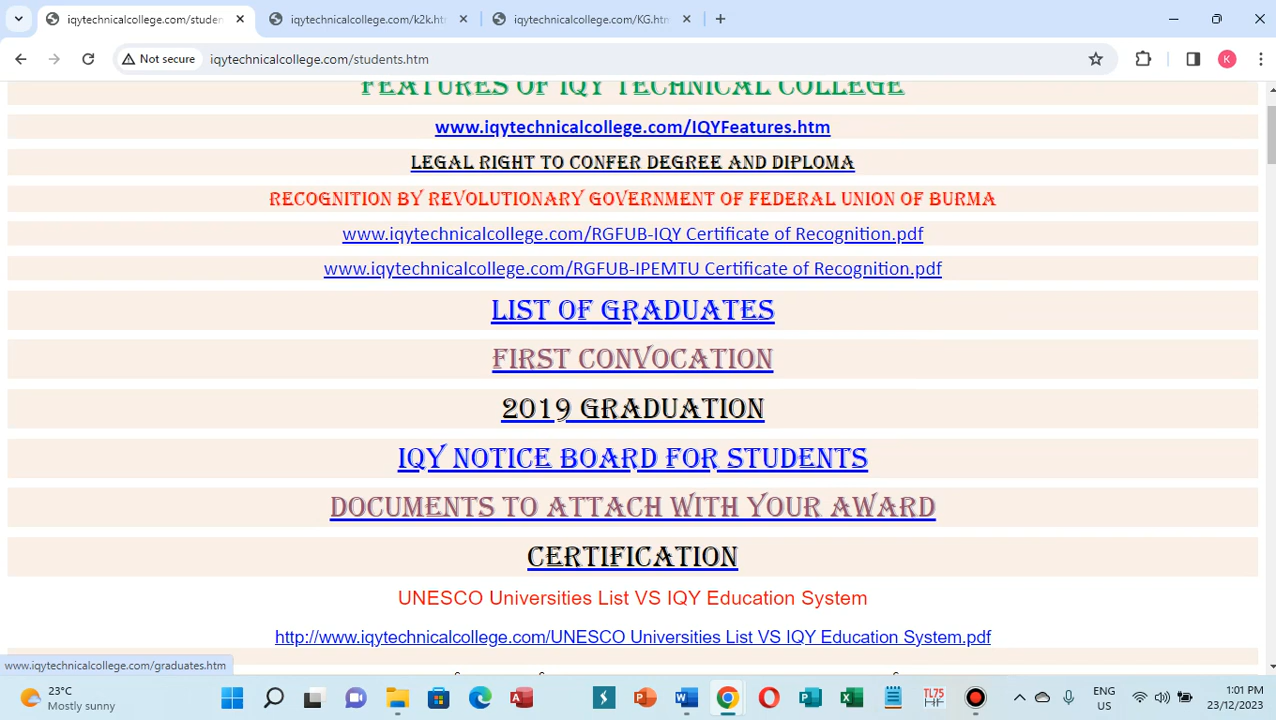 iqytechnicalcollege.com/studen
iqytechnicalcollege.com/k2k.ht
iqytechnicalcollege.com/KG.htm
Not secure
iqytechnicalcollege.com/students.htm
K
FEATURES OF IQY TECHNICAL COLLEGE
www.iqytechnicalcollege.com/IQYFeatures.htm
LEGAL RIGHT TO CONFER DEGREE AND DIPLOMA
RECOGNITION BY REVOLUTIONARY GOVERNMENT OF FEDERAL UNION OF BURMA
www.iqytechnicalcollege.com/RGFUB-IQY Certificate of Recognition.pdf
www.iqytechnicalcollege.com/RGFUB-IPEMTU Certificate of Recognition.pdf
LIST OF GRADUATES
FIRST CONVOCATION
2019 GRADUATION
IQY NOTICE BOARD FOR STUDENTS
DOCUMENTS TO ATTACH WITH YOUR AWARD
CERTIFICATION
UNESCO Universities List VS IQY Education System
http://www.iqytechnicalcollege.com/UNESCO Universities List VS IQY Education System.pdf
www.iqytechnicalcollege.com/graduates.htm
23°C
Mostly sunny
TL75
ENG
US
1:01 PM
23/12/2023